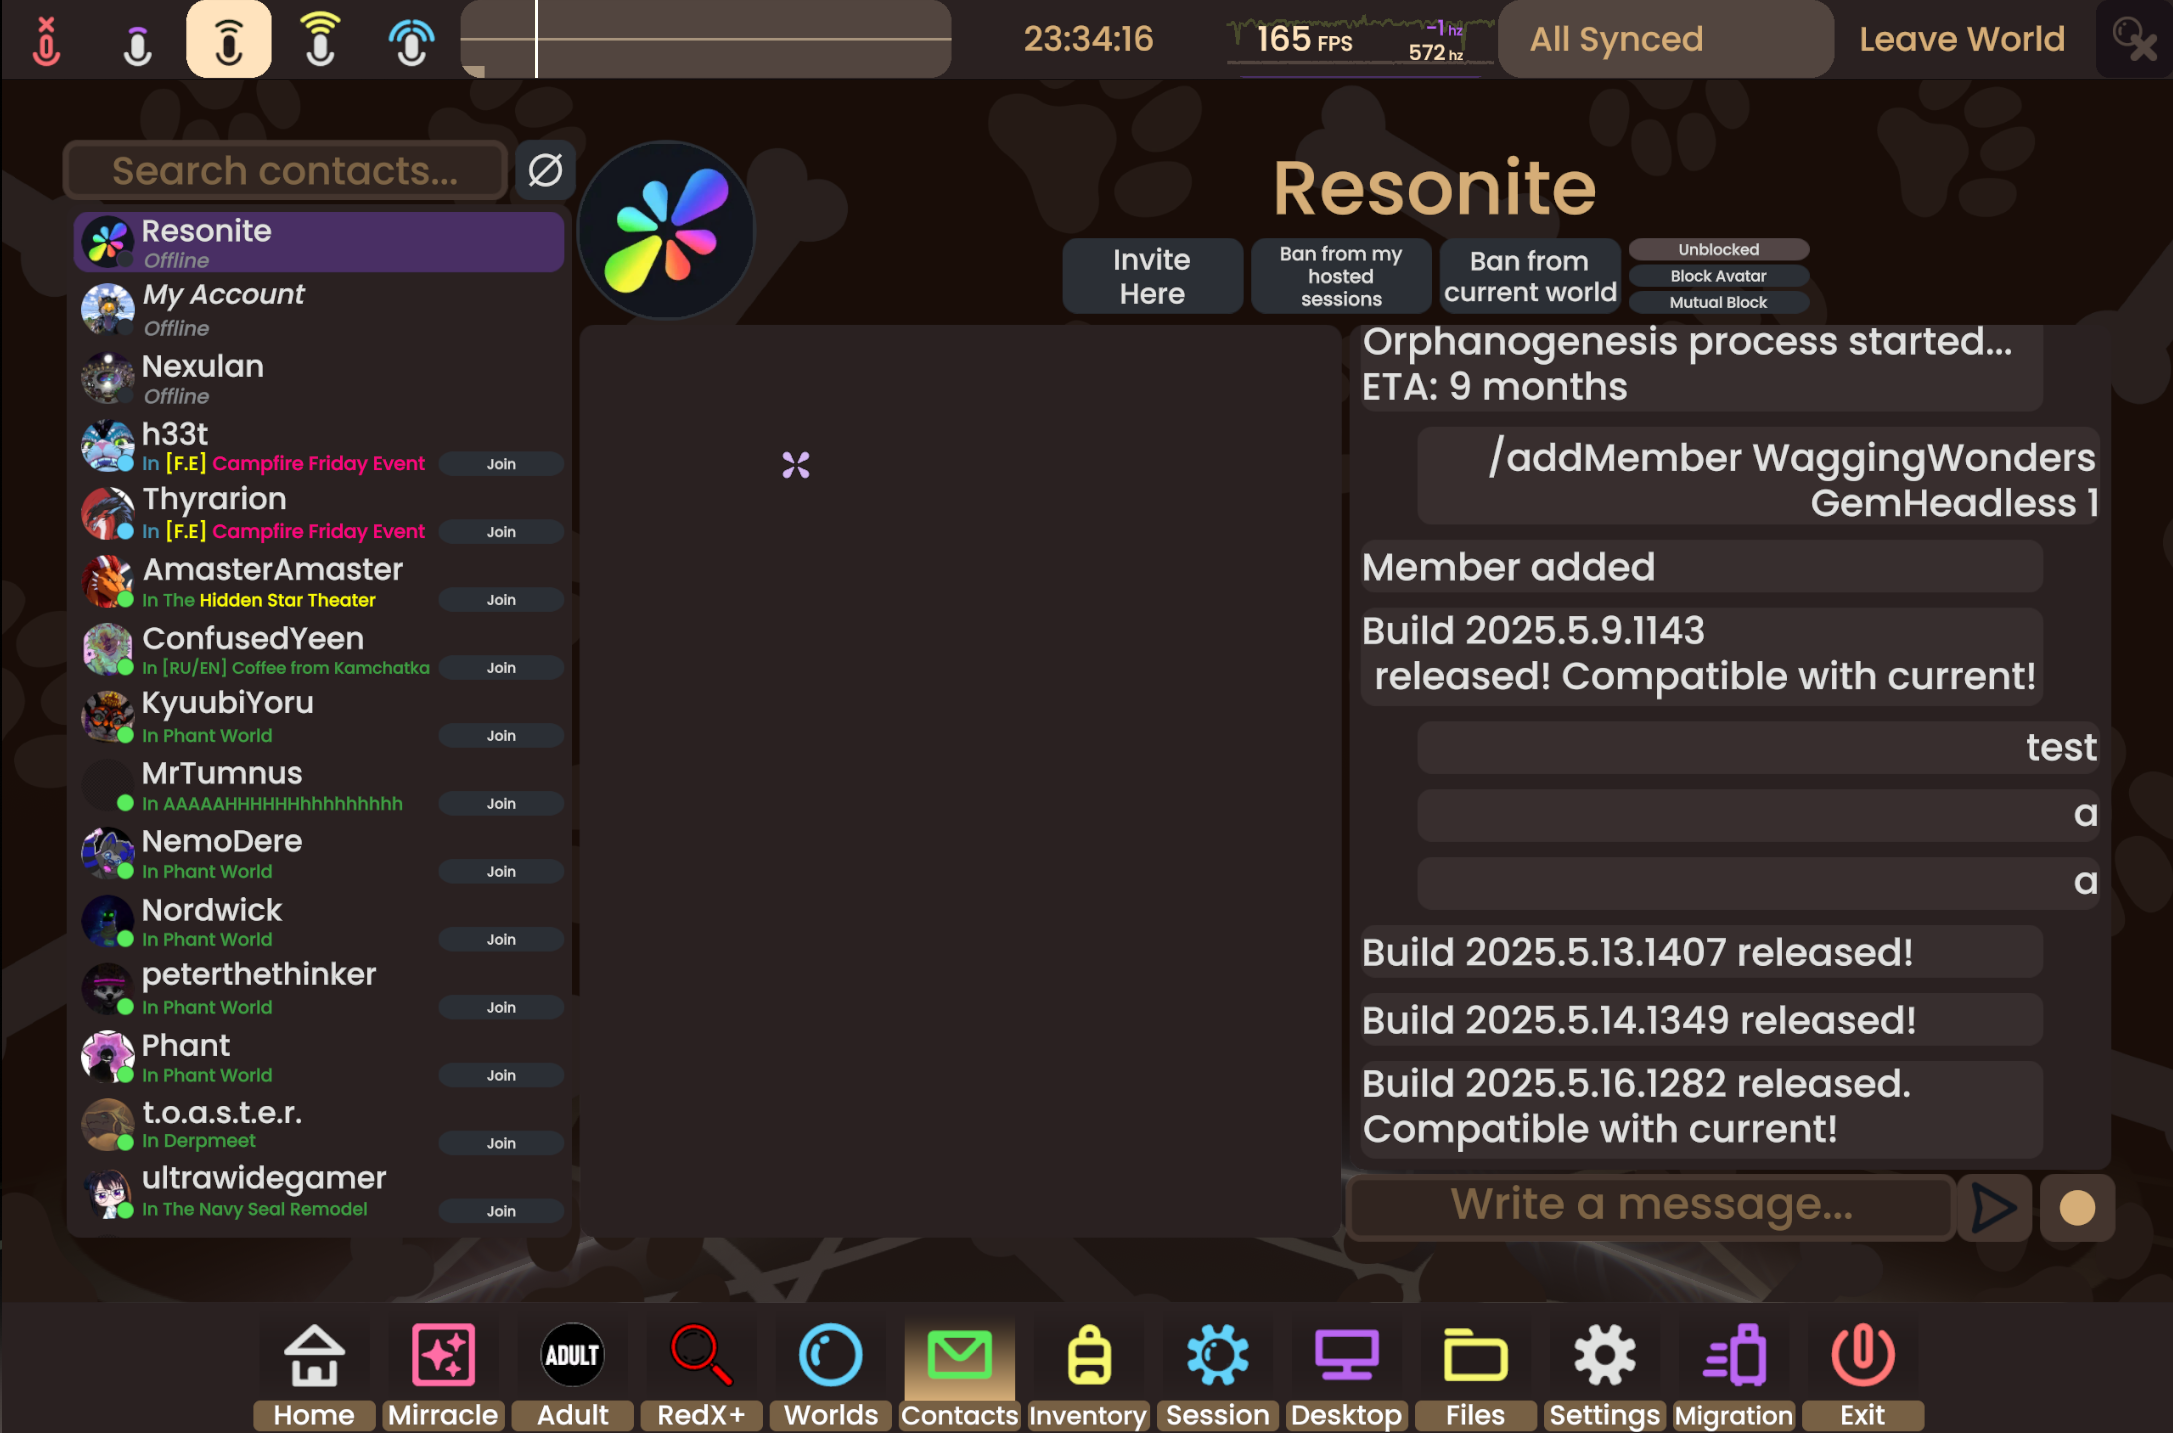 23:34:16
165 FPS
-1 hz
572 hz
All Synced
Leave World
Search contacts...
Resonite
Offline
My Account
Offline
Nexulan
Offline
h33t
In [F.E] Campfire Friday Event
Join
Thyrarion
In [F.E] Campfire Friday Event
Join
AmasterAmaster
In The Hidden Star Theater
Join
ConfusedYeen
In [RU/EN] Coffee from Kamchatka
Join
KyuubiYoru
In Phant World
Join
MrTumnus
In AAAAAHHHHHHhhhhhhhhhh
Join
NemoDere
In Phant World
Join
Nordwick
In Phant World
Join
peterthethinker
In Phant World
Join
Phant
In Phant World
Join
t.o.a.s.t.e.r.
In Derpmeet
Join
ultrawidegamer
In The Navy Seal Remodel
Join
Resonite
Invite
Here
Ban from my
hosted
sessions
Ban from
current world
Unblocked
Block Avatar
Mutual Block
Orphanogenesis process started...
ETA: 9 months
/addMember WaggingWonders
GemHeadless 1
Member added
Build 2025.5.9.1143
released! Compatible with current!
test
a
a
Build 2025.5.13.1407 released!
Build 2025.5.14.1349 released!
Build 2025.5.16.1282 released.
Compatible with current!
Write a message...
ADULT
Home
Mirracle
Adult
RedX+
Worlds
Contacts
Inventory
Session
Desktop
Files
Settings
Migration
Exit